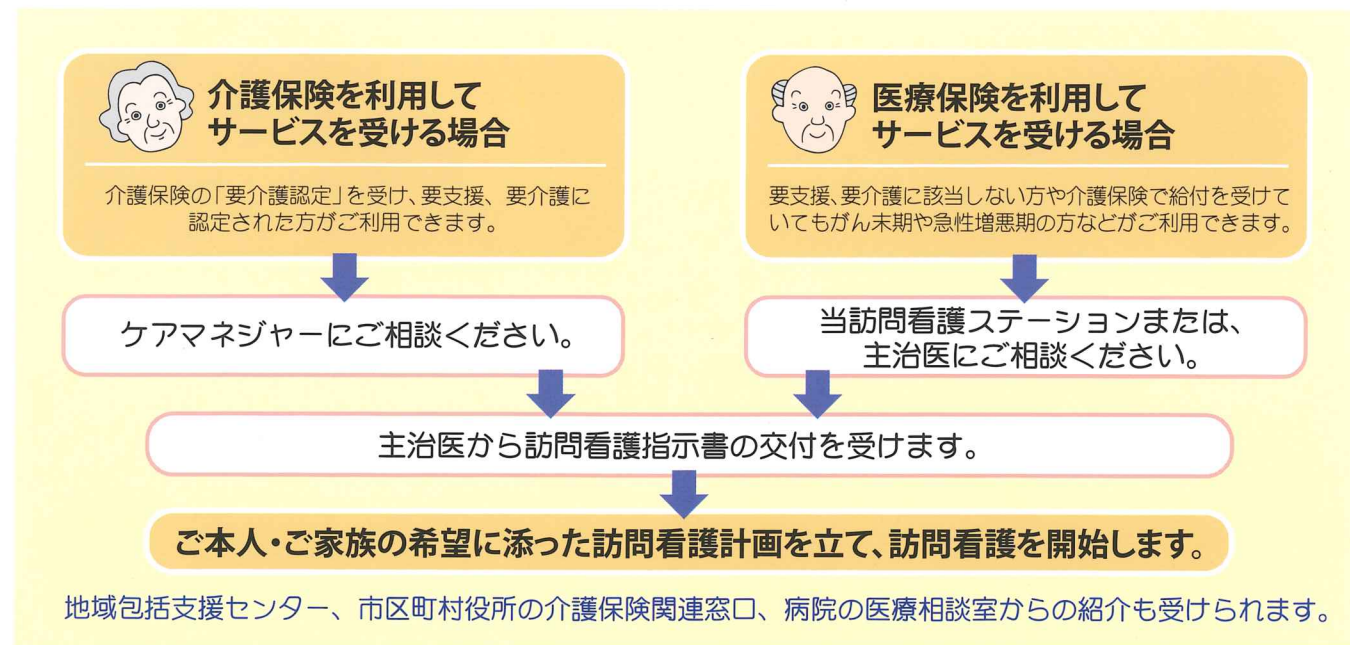 介護保険を利用して
サービスを受ける場合
介護保険の「要介護認定」を受け、要支援、要介護に
認定された方がご利用できます。
ケアマネジャーにご相談ください。
医療保険を利用して
サービスを受ける場合
要支援、要介護に該当しない方や介護保険で給付を受けて
いてもがん末期や急性増悪期の方などがご利用できます。
当訪問看護ステーションまたは、
主治医にご相談ください。
主治医から訪問看護指示書の交付を受けます。
ご本人・ご家族の希望に添った訪問看護計画を立て、訪問看護を開始します。
地域包括支援センター、市区町村役所の介護保険関連窓口、病院の医療相談室からの紹介も受けられます。